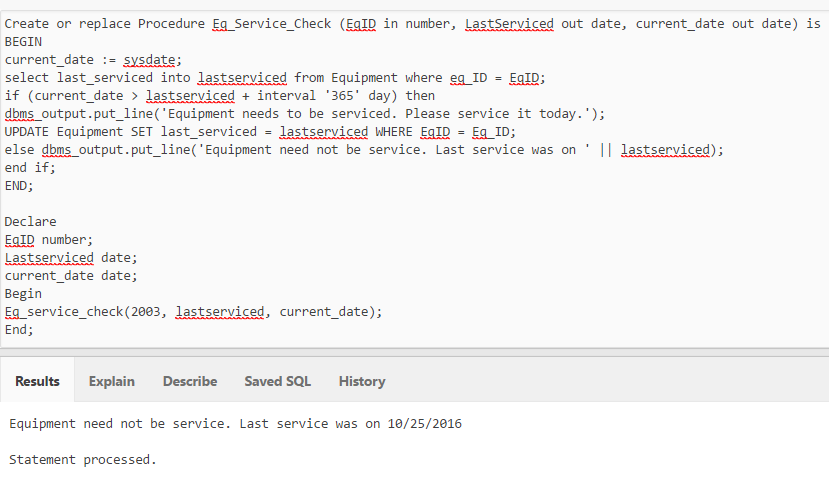 Create or replace Procedure Eq_Service_Check (EqID in number, LastServiced out date, current_date out date) is
BEGIN
current_date := sysdate;
select last_serviced into lastserviced from Equipment where eq_ID = EqID;
if (current_date > lastserviced + interval '365' day) then
dbms_output.put_line('Equipment needs to be serviced. Please service it today.');
UPDATE Equipment SET last_serviced = lastserviced WHERE EqID = Eq_ID;
else dbms_output.put_line('Equipment need not be service. Last service was on ' || lastserviced);
end if;
END;

Declare
EqID number;
Lastserviced date;
current_date date;
Begin
Eq_service_check(2003, lastserviced, current_date);
End;
Results Explain Describe Saved SQL History
Equipment need not be service. Last service was on 10/25/2016
Statement processed.